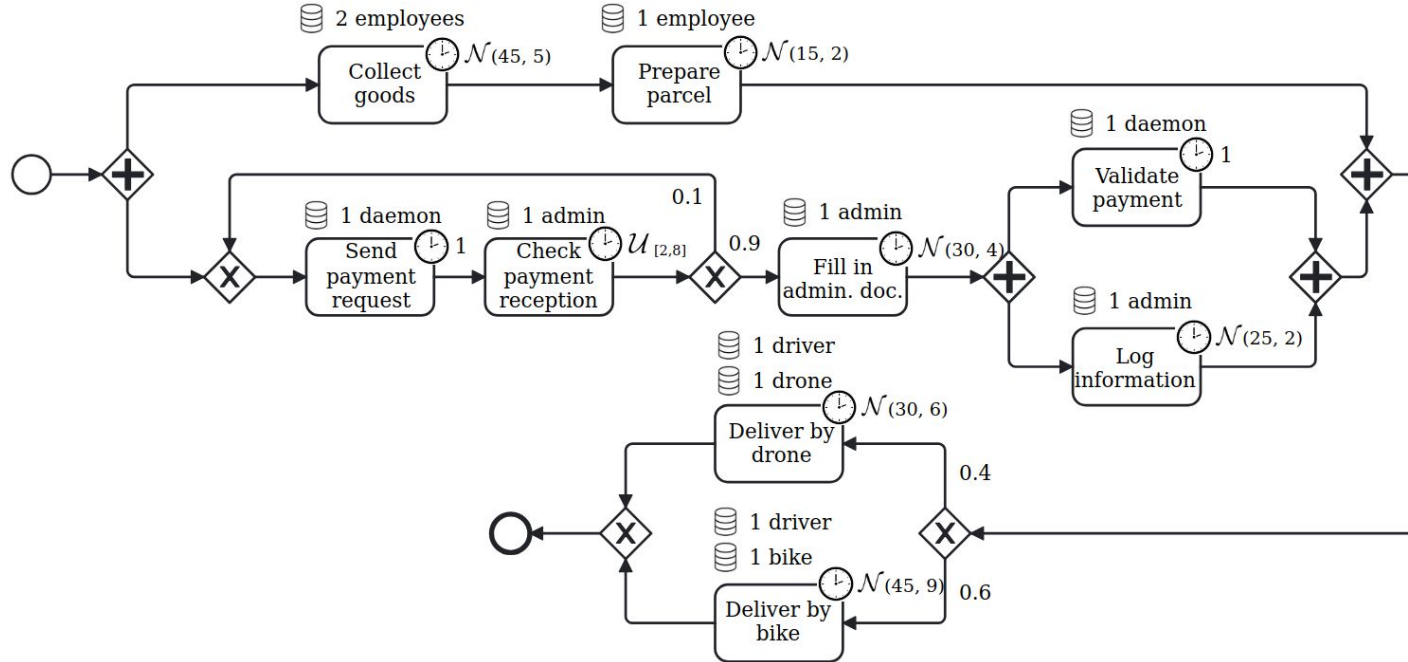 2 employees
1 employee
𝒩(45, 5)
𝒩(15, 2)
Collect
goods
Prepare
parcel
1 daemon
1
Validate
payment
0.1
1 daemon
1 admin
1 admin
Send
payment
request
1
Check
payment
reception
𝒰[2,8]
0.9
Fill in
admin. doc.
𝒩(30, 4)
1 admin
𝒩(25, 2)
Log
information
1 driver
1 drone
𝒩(30, 6)
Deliver by
drone
0.4
1 driver
1 bike
𝒩(45, 9)
0.6
Deliver by
bike